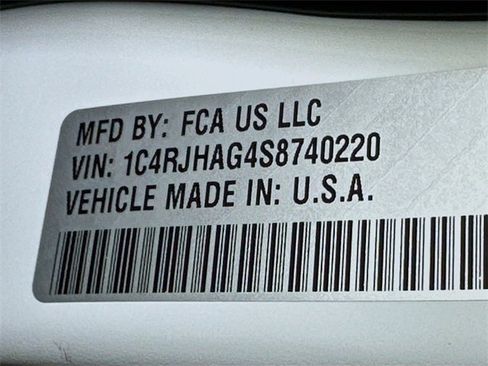 MFD BY: FCA US LLC
VIN: 1C4RJHAG4S8740220
VEHICLE MADE IN: U.S.A.